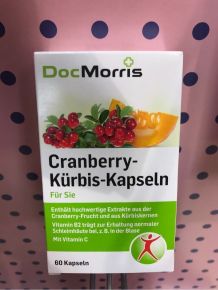 DocMorris
Cranberry-
Kürbis-Kapseln
Für Sie
Enthält hochwertige Extrakte aus der
Cranberry-Frucht und aus Kürbiskernen
Vitamin B2 trägt zur Erhaltung normaler
Schleimhäute bei, z. B. in der Blase
Mit Vitamin C
60 Kapseln